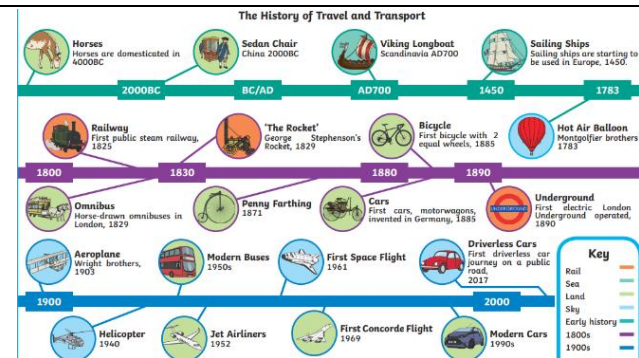 The History of Travel and Transport
Horses
Horses are domesticated in
4000BC
Sedan Chair
China 2000BC
Viking Longboat
Scandinavia AD700
Sailing Ships
Sailing ships are starting to
be used in Europe, 1450.
2000BC
BC/AD
AD700
1450
1783
Railway
First public steam railway,
1825
'The Rocket'
George Stephenson's
Rocket, 1829
Bicycle
First bicycle with 2
equal wheels, 1885
Hot Air Balloon
Montgolfier brothers
1783
1800
1830
1880
1890
Omnibus
Horse-drawn omnibuses in
London, 1829
Penny Farthing
1871
Cars
First cars, motorwagons,
invented in Germany, 1885
UNDERGROUND
Underground
First electric London
Underground operated,
1890
Aeroplane
Wright brothers,
1903
Modern Buses
1950s
First Space Flight
1961
Driverless Cars
First driverless car
journey on a public
road,
2017
1900
2000
Helicopter
1940
Jet Airliners
1952
First Concorde Flight
1969
Modern Cars
1990s
Key
Rail
Sea
Land
Sky
Early history
1800s
1900s